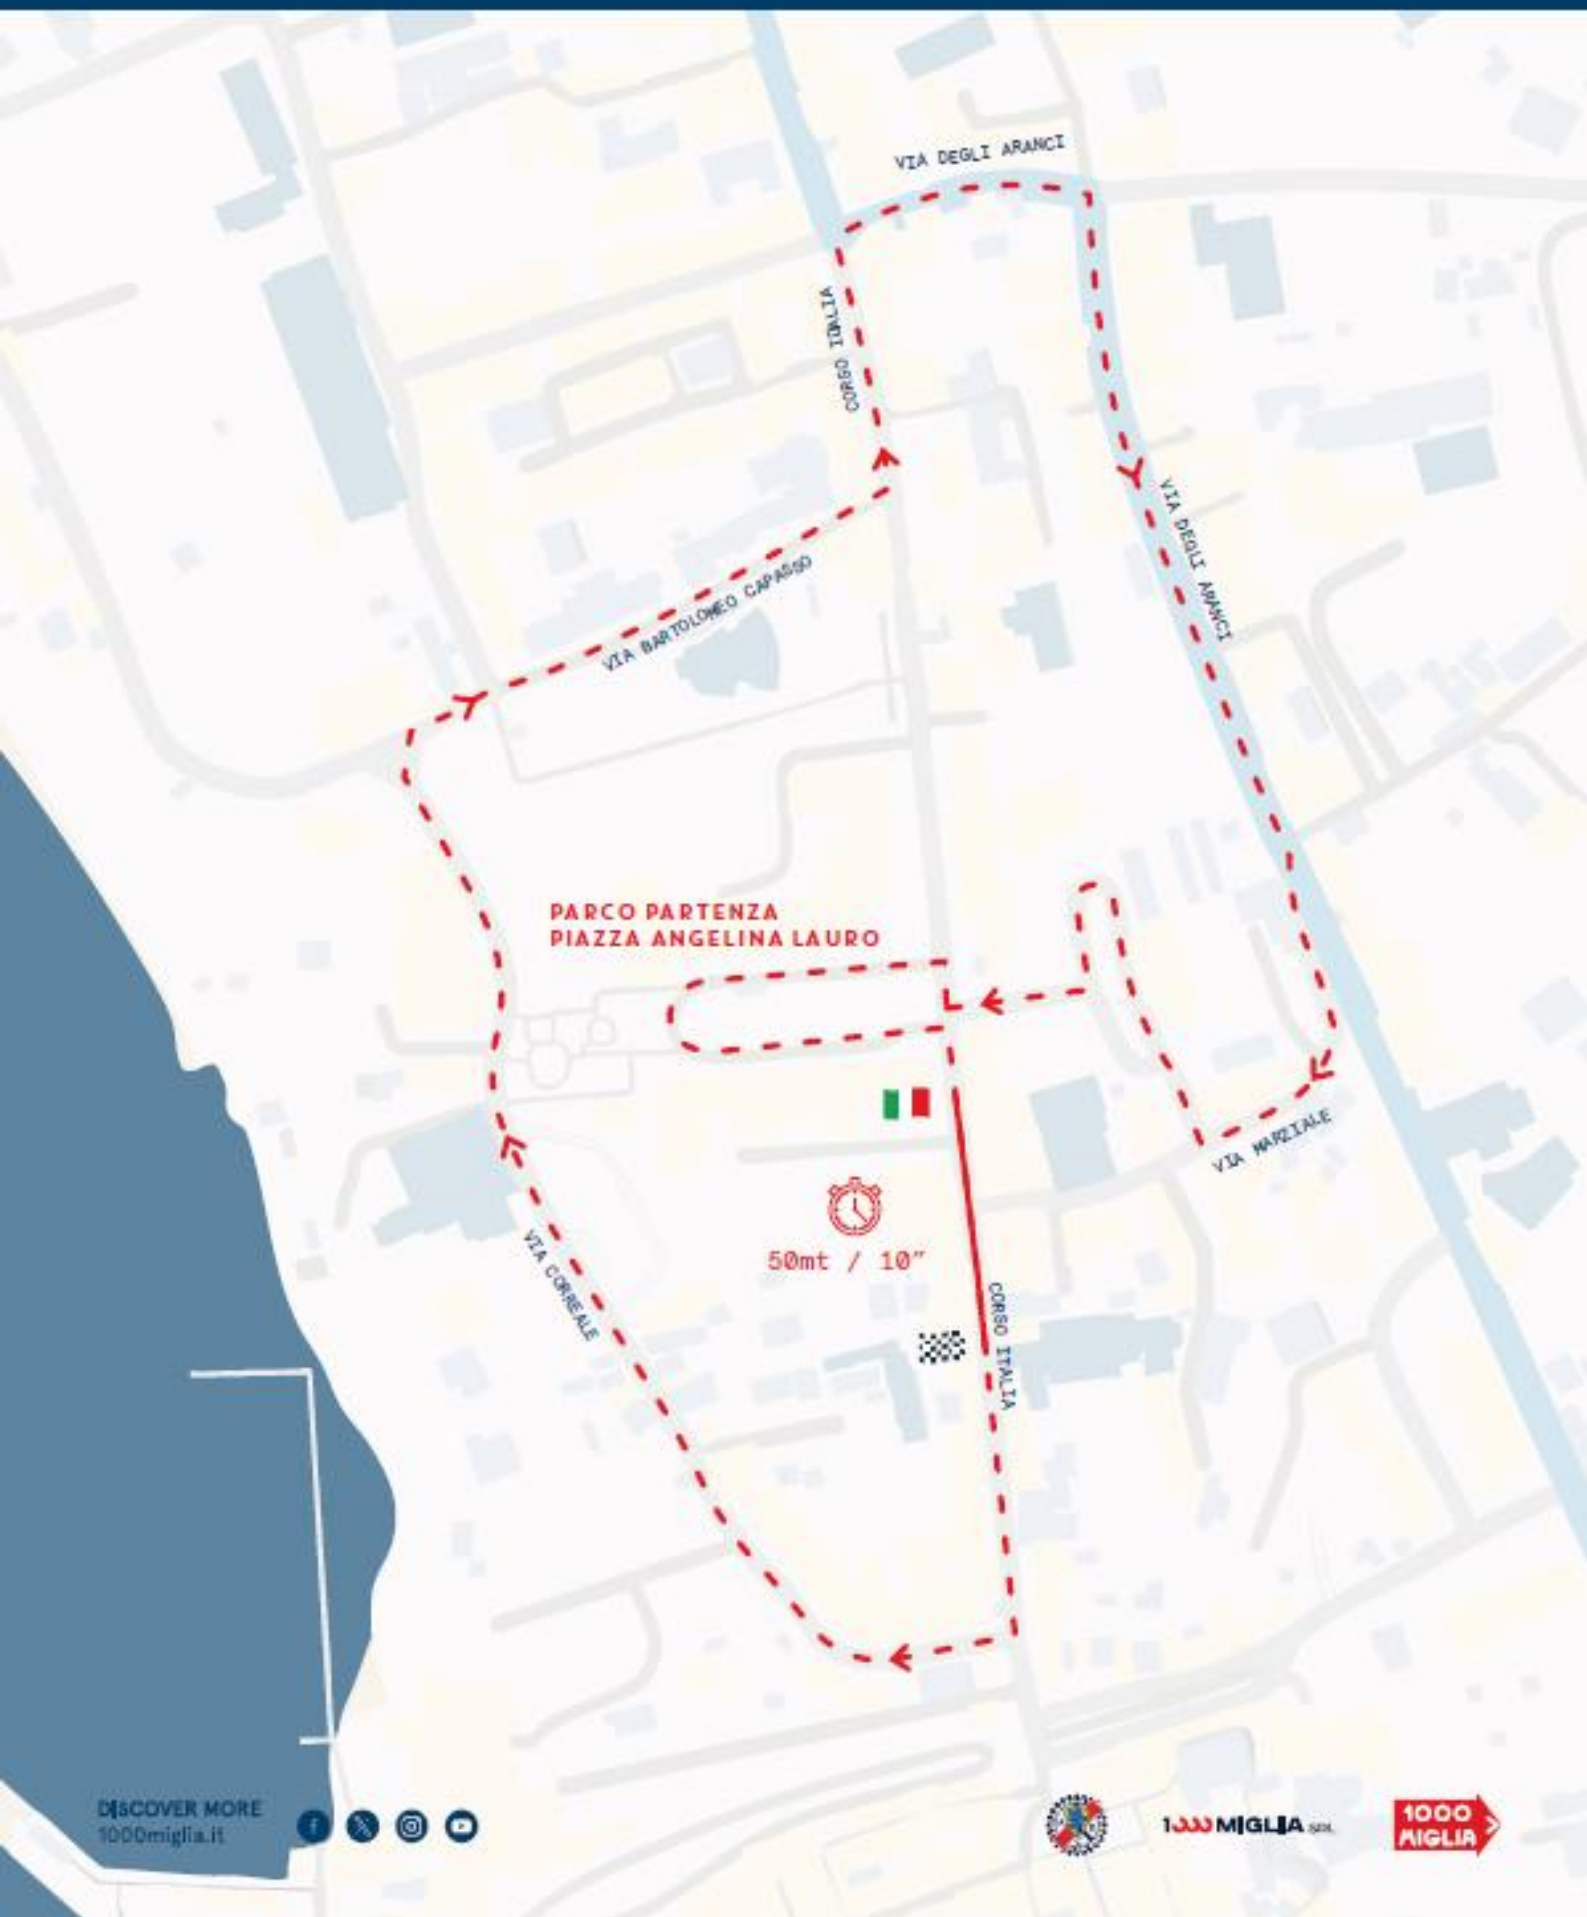 VIA DEGLI ARANCI
CORSO ITALIA
VIA DEGLI ARANCI
VIA BARTOLOMEO CAPASSO
PARCO PARTENZA
PIAZZA ANGELINA LAURO
VIA MARZIALE
50mt / 10”
VIA CORREALE
CORSO ITALIA
DISCOVER MORE
1000miglia.it
1000 MIGLIA SRL
1000
MIGLIA